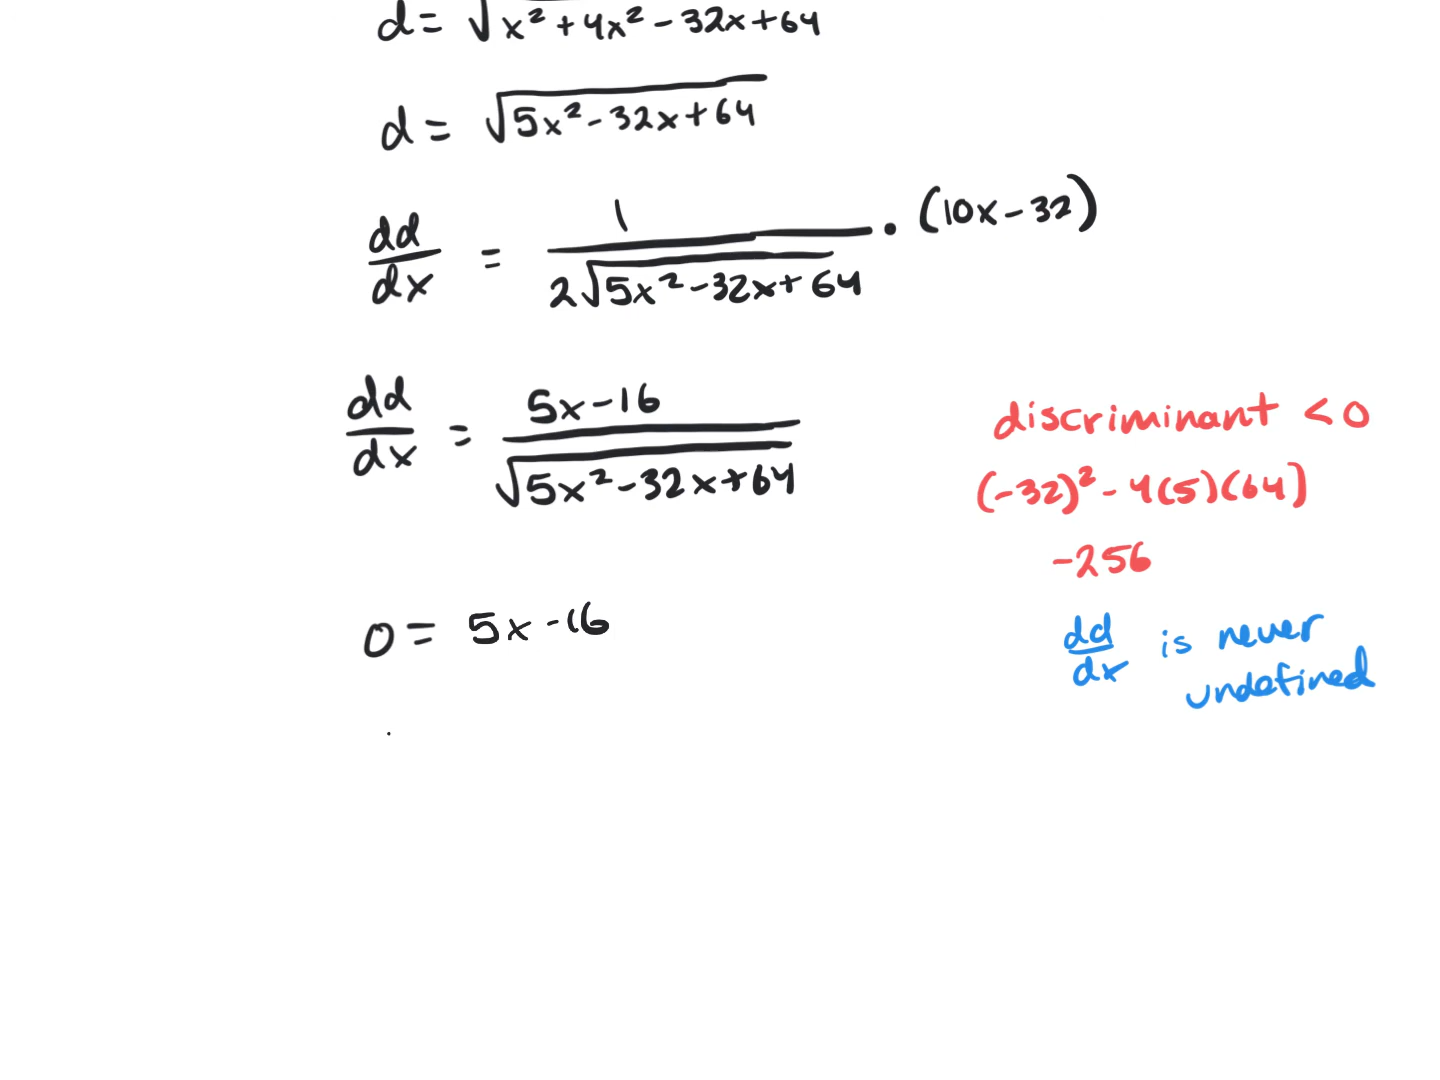 d = √x² + 4x² - 32x + 64
d = √5x² - 32x + 64
dd/dx = 1/2√5x² - 32x + 64 · (10x - 32)
dd/dx = 5x - 16/√5x² - 32x + 64
discriminant < 0
(-32)² - 4(5)(64)
-256
0 = 5x - 16
dd/dx is never
undefined